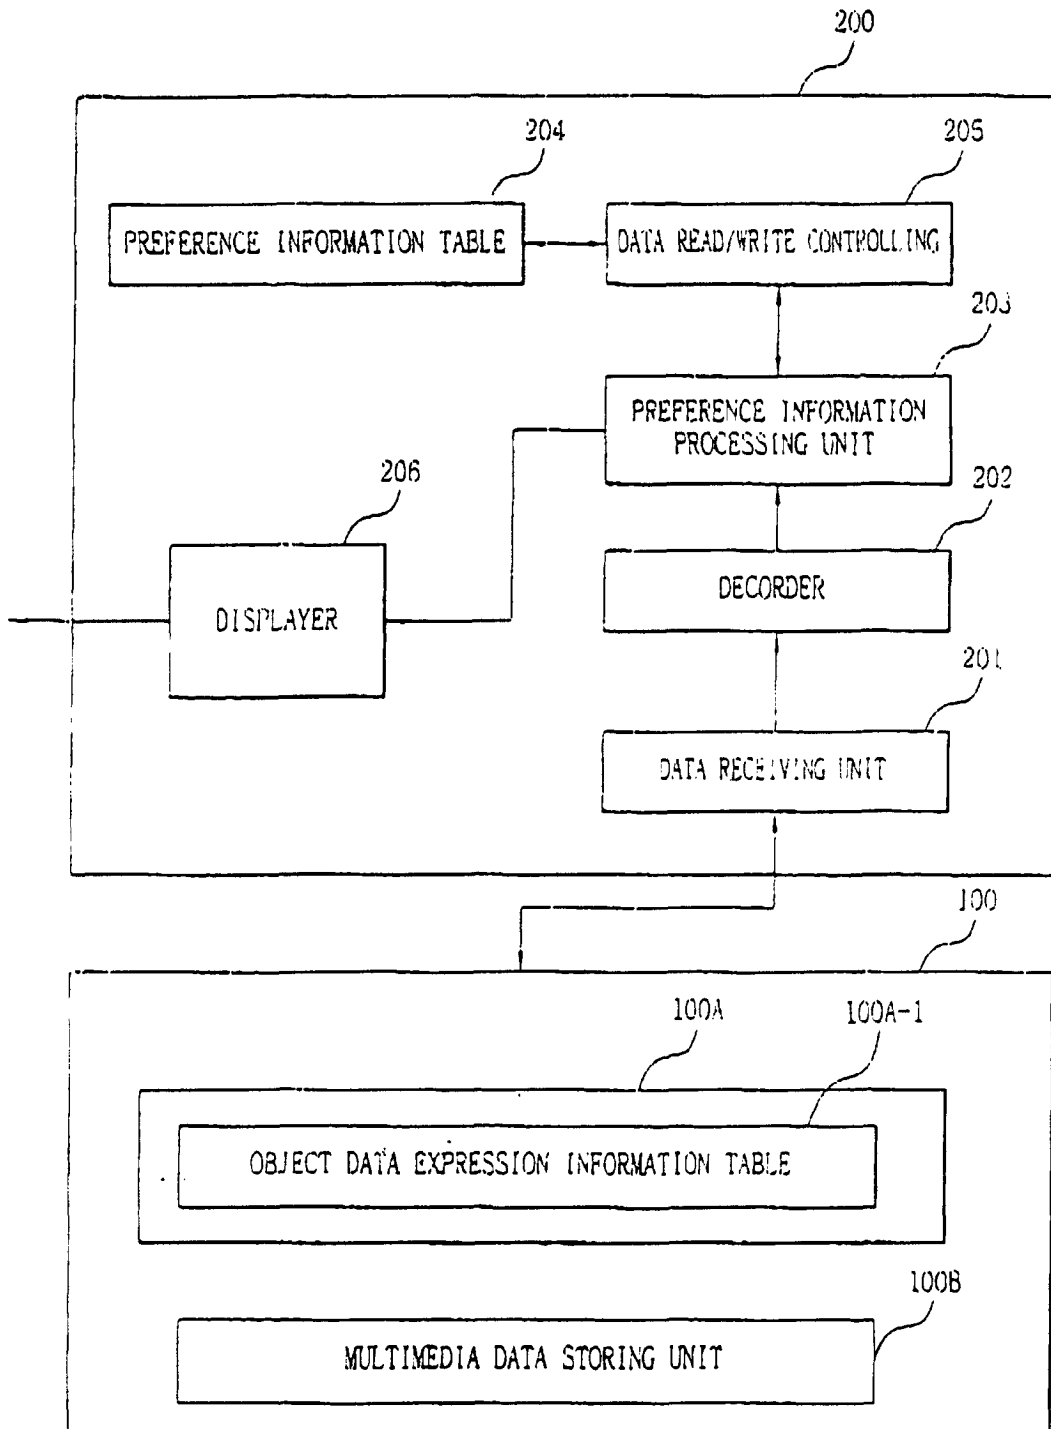 200
204
205
PREFERENCE INFORMATION TABLE
DATA READ/WRITE CONTROLLING
203
PREFERENCE INFORMATION
PROCESSING UNIT
206
202
DISPLAYER
DECORDER
201
DATA RECEIVING UNIT
100
100A
100A-1
OBJECT DATA EXPRESSION INFORMATION TABLE
100B
MULTIMEDIA DATA STORING UNIT